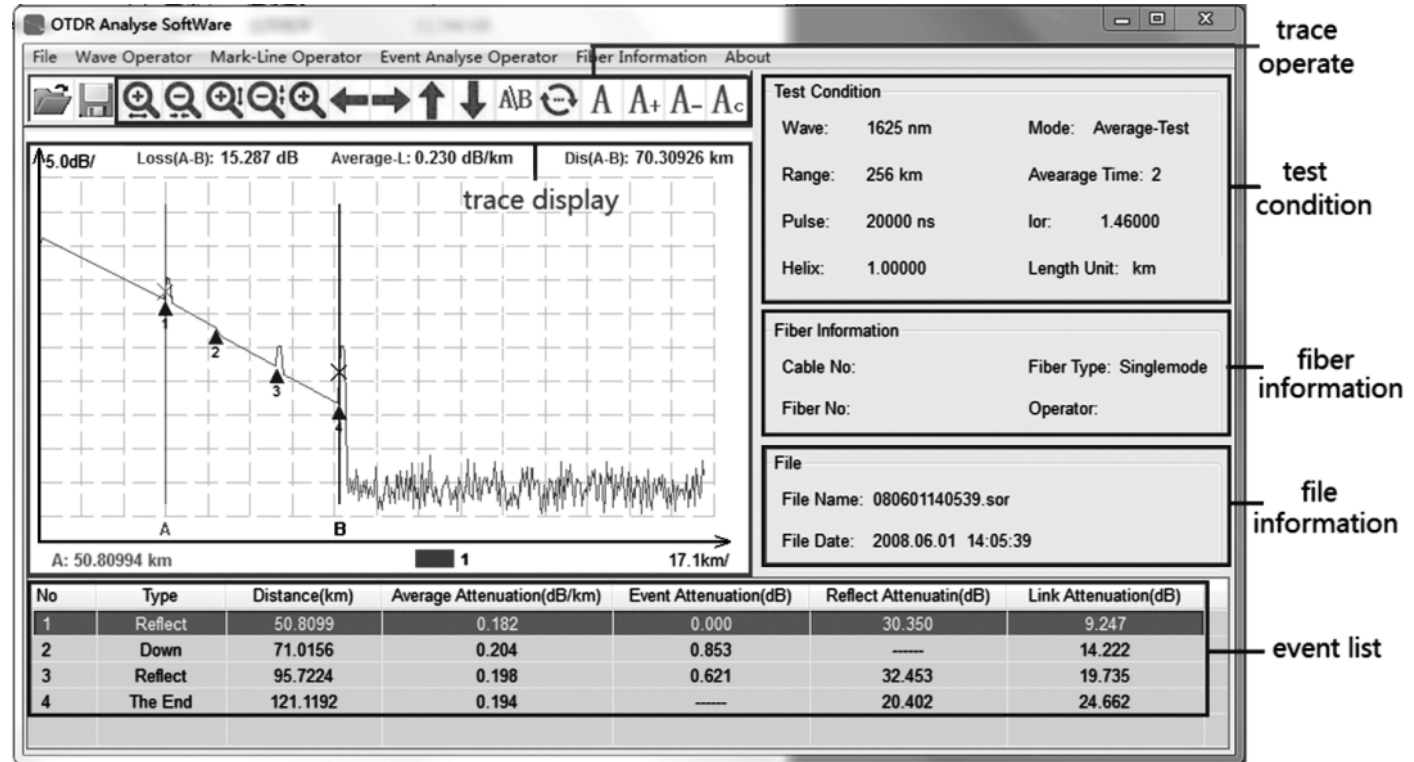 OTDR Analyse SoftWare
File Wave Operator Mark-Line Operator Event Analyse Operator Fiber Information About
A\B A A+ A- Ac
trace
operate
5.0dB/ Loss(A-B): 15.287 dB Average-L: 0.230 dB/km Dis(A-B): 70.30926 km
trace display
1
2
3
4
A B
A: 50.80994 km 1 17.1km/
Test Condition
Wave: 1625 nm Mode: Average-Test
Range: 256 km Avearage Time: 2
Pulse: 20000 ns Ior: 1.46000
Helix: 1.00000 Length Unit: km
test
condition
Fiber Information
Cable No: Fiber Type: Singlemode
Fiber No: Operator:
fiber
information
File
File Name: 080601140539.sor
File Date: 2008.06.01 14:05:39
file
information
No Type Distance(km) Average Attenuation(dB/km) Event Attenuation(dB) Reflect Attenuatin(dB) Link Attenuation(dB)
1 Reflect 50.8099 0.182 0.000 30.350 9.247
2 Down 71.0156 0.204 0.853 ------ 14.222
3 Reflect 95.7224 0.198 0.621 32.453 19.735
4 The End 121.1192 0.194 ------ 20.402 24.662
event list